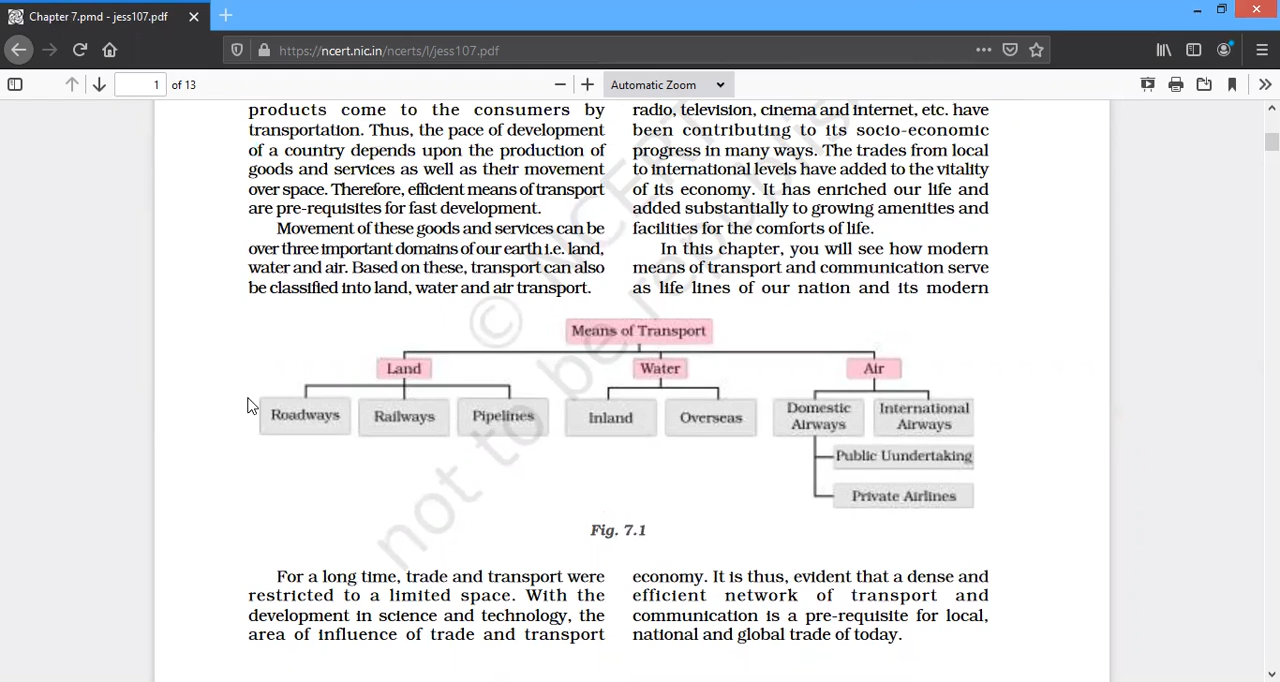 Chapter 7.pmd - jess107.pdf
https://ncert.nic.in/ncerts/l/jess107.pdf
1 of 13
Automatic Zoom
products come to the consumers by
transportation. Thus, the pace of development
of a country depends upon the production of
goods and services as well as their movement
over space. Therefore, efficient means of transport
are pre-requisites for fast development.
Movement of these goods and services can be
over three important domains of our earth i.e. land,
water and air. Based on these, transport can also
be classified into land, water and air transport.
radio, television, cinema and internet, etc. have
been contributing to its socio-economic
progress in many ways. The trades from local
to international levels have added to the vitality
of its economy. It has enriched our life and
added substantially to growing amenities and
facilities for the comforts of life.
In this chapter, you will see how modern
means of transport and communication serve
as life lines of our nation and its modern
Means of Transport
Land
Water
Air
Roadways
Railways
Pipelines
Inland
Overseas
Domestic
Airways
International
Airways
Public Uundertaking
Private Airlines
Fig. 7.1
For a long time, trade and transport were
restricted to a limited space. With the
development in science and technology, the
area of influence of trade and transport
economy. It is thus, evident that a dense and
efficient network of transport and
communication is a pre-requisite for local,
national and global trade of today.
© NCERT
not to be republis